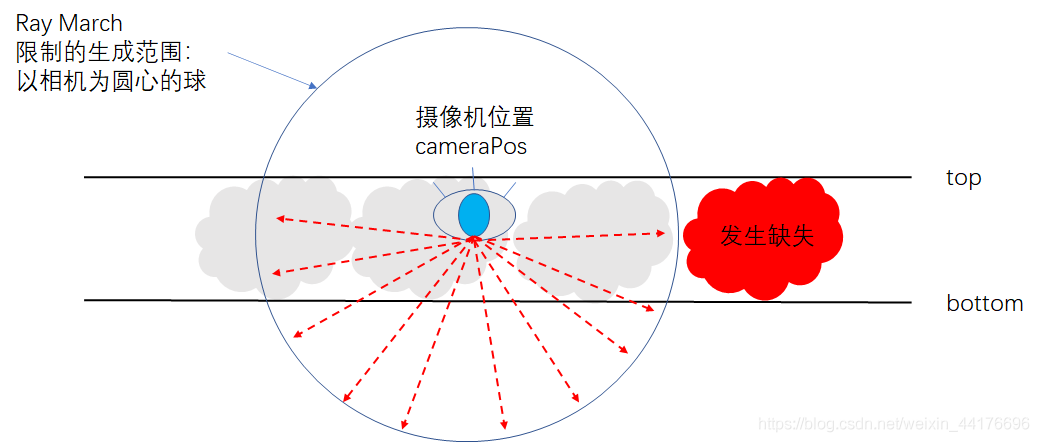 Ray March
限制的生成范围：
以相机为圆心的球
摄像机位置
cameraPos
top
发生缺失
bottom
https://blog.csdn.net/weixin_44176696